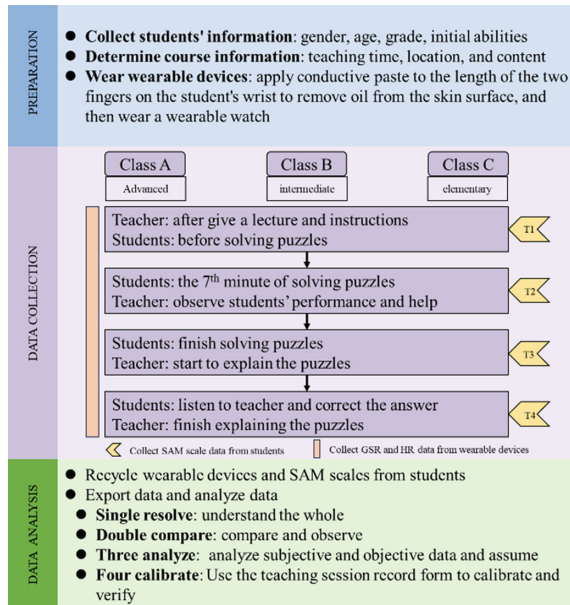 PREPARATION
● Collect students' information: gender, age, grade, initial abilities
● Determine course information: teaching time, location, and content
● Wear wearable devices: apply conductive paste to the length of the two
fingers on the student's wrist to remove oil from the skin surface, and
then wear a wearable watch
DATA COLLECTION
Class A
Class B
Class C
Advanced
intermediate
elementary
Teacher: after give a lecture and instructions
Students: before solving puzzles
T1
Students: the 7th minute of solving puzzles
Teacher: observe students' performance and help
T2
Students: finish solving puzzles
Teacher: start to explain the puzzles
T3
Students: listen to teacher and correct the answer
Teacher: finish explaining the puzzles
T4
Collect SAM scale data from students
Collect GSR and HR data from wearable devices
DATA ANALYSIS
● Recycle wearable devices and SAM scales from students
● Export data and analyze data
● Single resolve: understand the whole
● Double compare: compare and observe
● Three analyze: analyze subjective and objective data and assume
● Four calibrate: Use the teaching session record form to calibrate and
verify